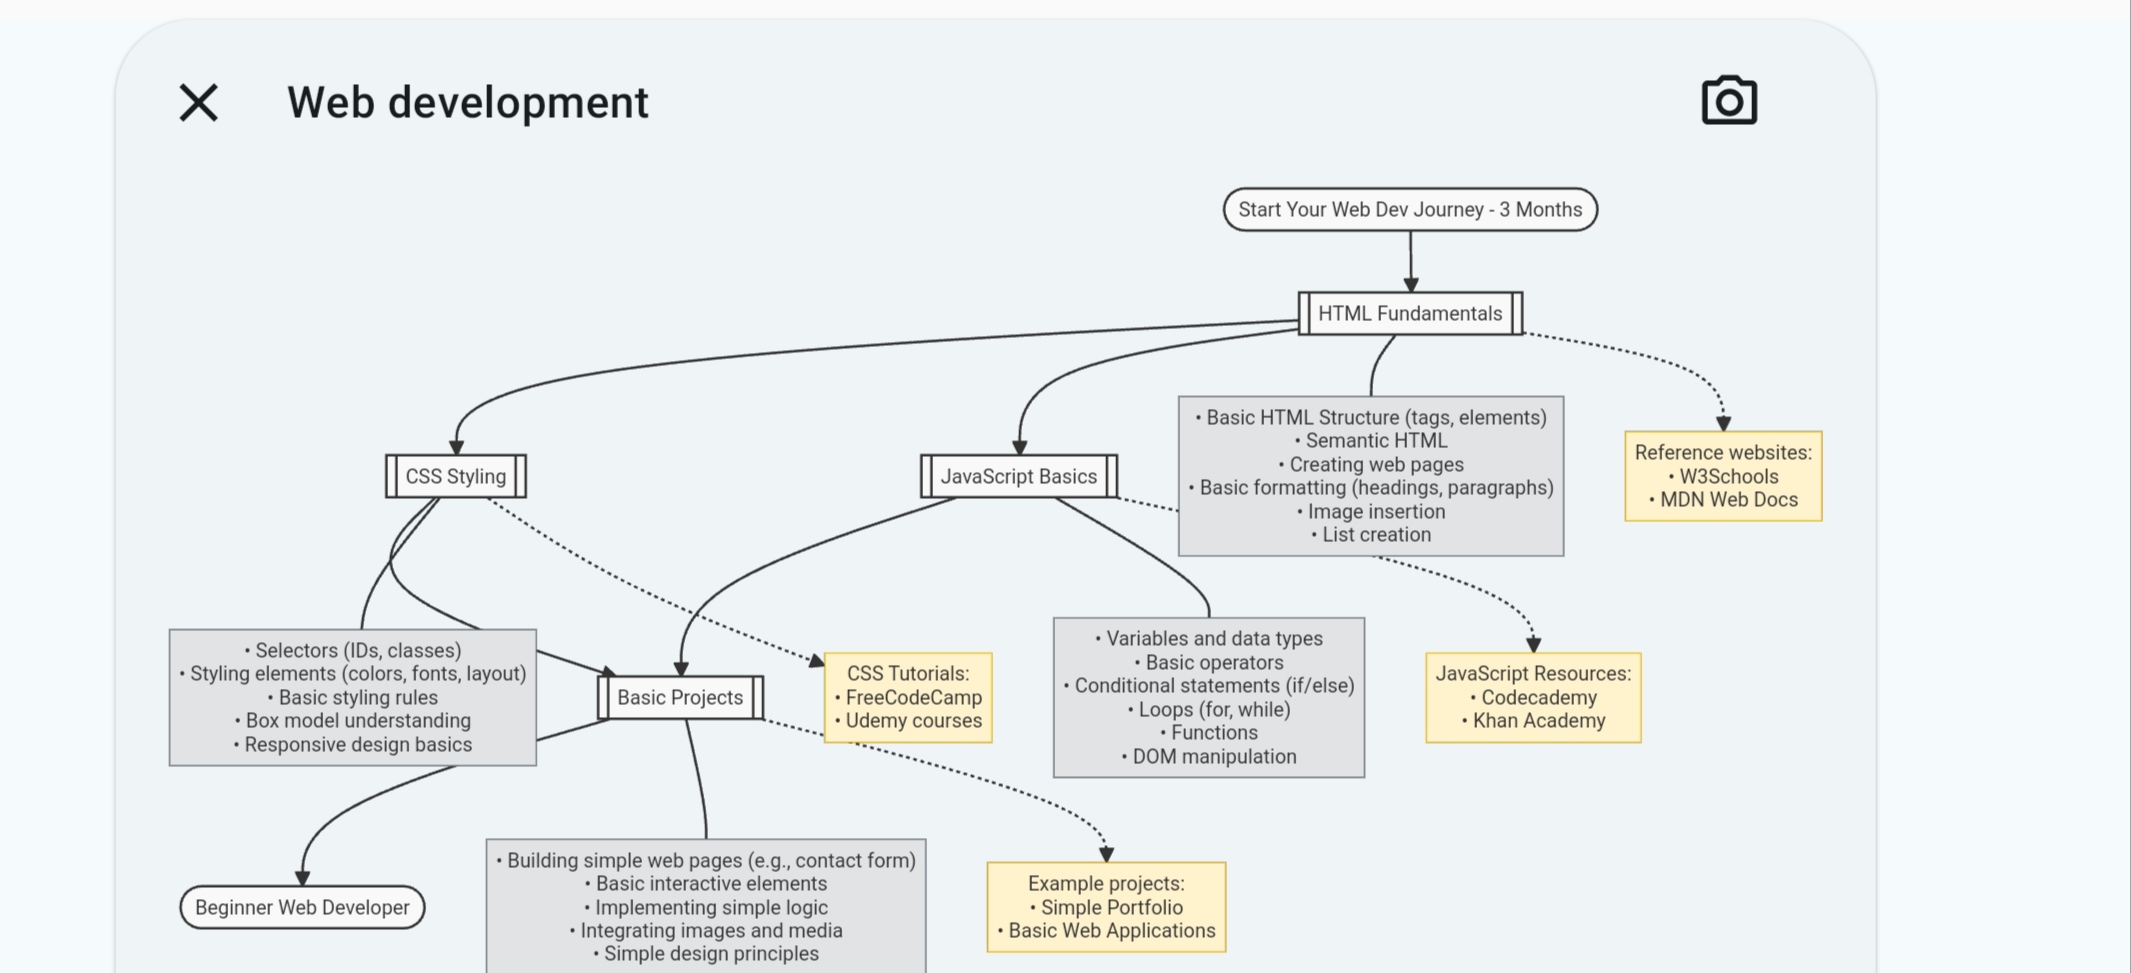 Web development
Start Your Web Dev Journey - 3 Months
HTML Fundamentals
CSS Styling
JavaScript Basics
• Basic HTML Structure (tags, elements)
• Semantic HTML
• Creating web pages
• Basic formatting (headings, paragraphs)
• Image insertion
• List creation
Reference websites:
• W3Schools
• MDN Web Docs
• Selectors (IDs, classes)
• Styling elements (colors, fonts, layout)
• Basic styling rules
• Box model understanding
• Responsive design basics
Basic Projects
CSS Tutorials:
• FreeCodeCamp
• Udemy courses
• Variables and data types
• Basic operators
• Conditional statements (if/else)
• Loops (for, while)
• Functions
• DOM manipulation
JavaScript Resources:
• Codecademy
• Khan Academy
Beginner Web Developer
• Building simple web pages (e.g., contact form)
• Basic interactive elements
• Implementing simple logic
• Integrating images and media
• Simple design principles
Example projects:
• Simple Portfolio
• Basic Web Applications